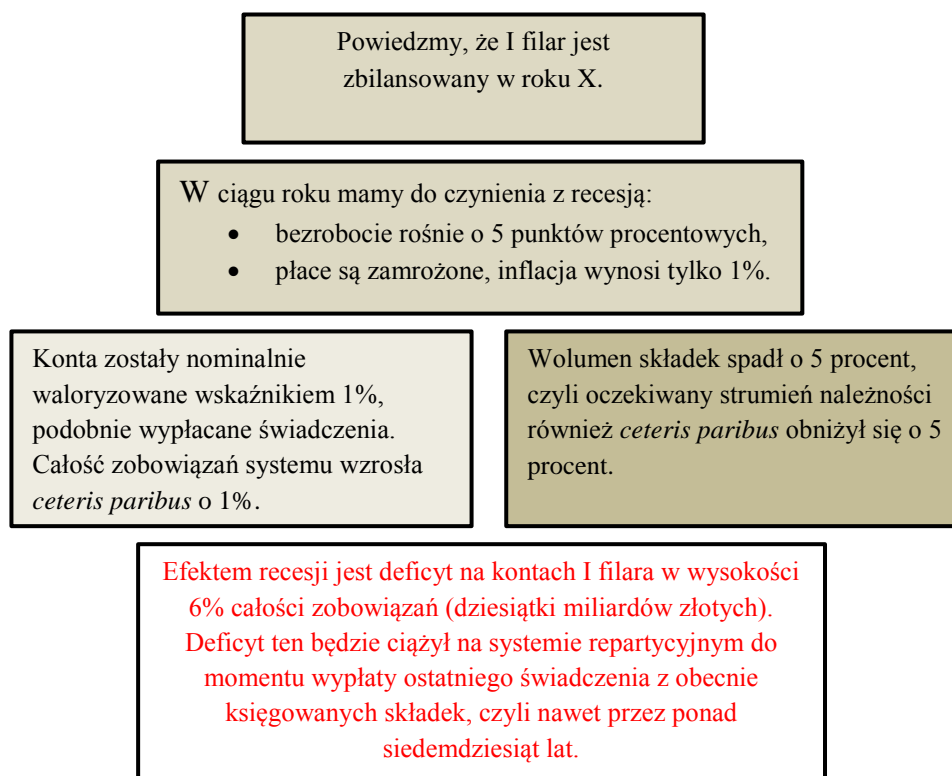 Powiedzmy, że I filar jest
zbilansowany w roku X.
W ciągu roku mamy do czynienia z recesją:
• bezrobocie rośnie o 5 punktów procentowych,
• płace są zamrożone, inflacja wynosi tylko 1%.
Konta zostały nominalnie
waloryzowane wskaźnikiem 1%,
podobnie wypłacane świadczenia.
Całość zobowiązań systemu wzrosła
ceteris paribus o 1%.
Wolumen składek spadł o 5 procent,
czyli oczekiwany strumień należności
również ceteris paribus obniżył się o 5
procent.
Efektem recesji jest deficyt na kontach I filara w wysokości
6% całości zobowiązań (dziesiątki miliardów złotych).
Deficyt ten będzie ciążył na systemie repartycyjnym do
momentu wypłaty ostatniego świadczenia z obecnie
księgowanych składek, czyli nawet przez ponad
siedemdziesiąt lat.